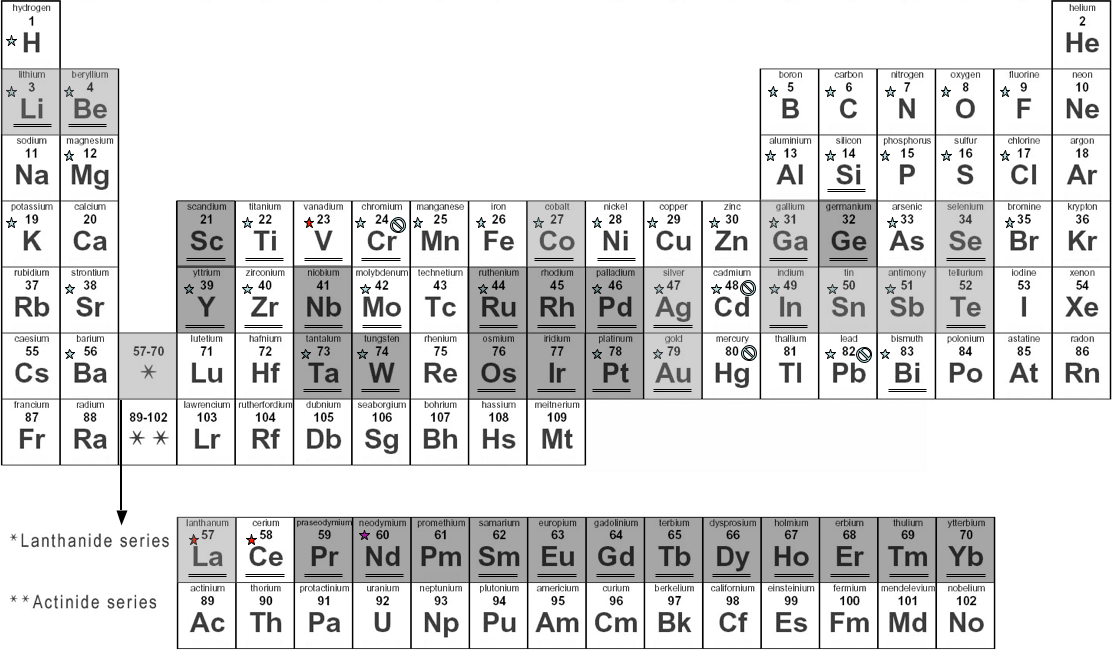 hydrogen helium
1 2
H He
lithium beryllium boron carbon nitrogen oxygen fluorine neon
3 4 5 6 7 8 9 10
Li Be B C N O F Ne
sodium magnesium aluminium silicon phosphorus sulfur chlorine argon
11 12 13 14 15 16 17 18
Na Mg Al Si P S Cl Ar
potassium calcium scandium titanium vanadium chromium manganese iron cobalt nickel copper zinc gallium germanium arsenic selenium bromine krypton
19 20 21 22 23 24 25 26 27 28 29 30 31 32 33 34 35 36
K Ca Sc Ti V Cr Mn Fe Co Ni Cu Zn Ga Ge As Se Br Kr
rubidium strontium yttrium zirconium niobium molybdenum technetium ruthenium rhodium palladium silver cadmium indium tin antimony tellurium iodine xenon
37 38 39 40 41 42 43 44 45 46 47 48 49 50 51 52 53 54
Rb Sr Y Zr Nb Mo Tc Ru Rh Pd Ag Cd In Sn Sb Te I Xe
caesium barium lutetium hafnium tantalum tungsten rhenium osmium iridium platinum gold mercury thallium lead bismuth polonium astatine radon
55 56 57-70 71 72 73 74 75 76 77 78 79 80 81 82 83 84 85 86
Cs Ba * Lu Hf Ta W Re Os Ir Pt Au Hg Tl Pb Bi Po At Rn
francium radium lawrencium rutherfordium dubnium seaborgium bohrium hassium meitnerium
87 88 89-102 103 104 105 106 107 108 109
Fr Ra ** Lr Rf Db Sg Bh Hs Mt
lanthanum cerium praseodymium neodymium promethium samarium europium gadolinium terbium dysprosium holmium erbium thulium ytterbium
57 58 59 60 61 62 63 64 65 66 67 68 69 70
*Lanthanide series La Ce Pr Nd Pm Sm Eu Gd Tb Dy Ho Er Tm Yb
actinium thorium protactinium uranium neptunium plutonium americium curium berkelium californium einsteinium fermium mendelevium nobelium
89 90 91 92 93 94 95 96 97 98 99 100 101 102
**Actinide series Ac Th Pa U Np Pu Am Cm Bk Cf Es Fm Md No